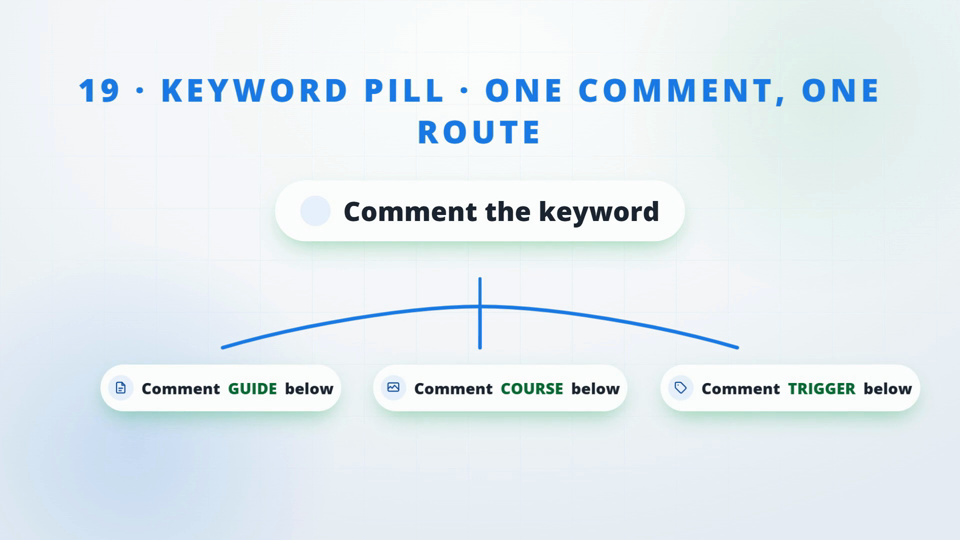 19 · KEYWORD PILL · ONE COMMENT, ONE
ROUTE
Comment the keyword
Comment GUIDE below
Comment COURSE below
Comment TRIGGER below